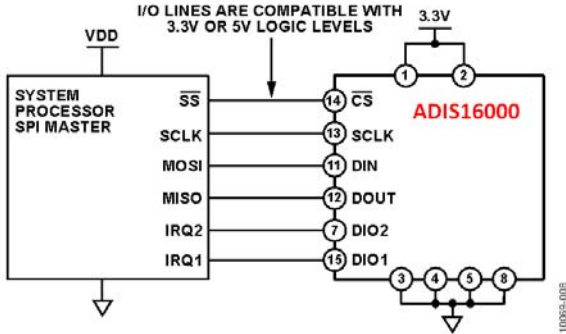 I/O LINES ARE COMPATIBLE WITH
3.3V OR 5V LOGIC LEVELS
3.3V
VDD
1
2
SYSTEM
PROCESSOR
SPI MASTER
ADIS16000
SS
14
CS
SCLK
13
SCLK
MOSI
11
DIN
MISO
12
DOUT
IRQ2
7
DIO2
IRQ1
15
DIO1
3
4
5
8
10069-008